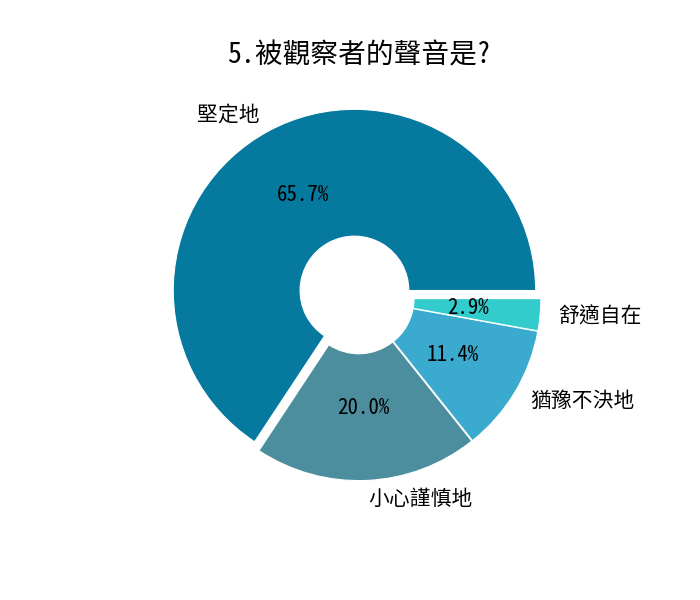 5.被觀察者的聲音是?
堅定地
65.7%
2.9%
舒適自在
11.4%
猶豫不決地
20.0%
小心謹慎地